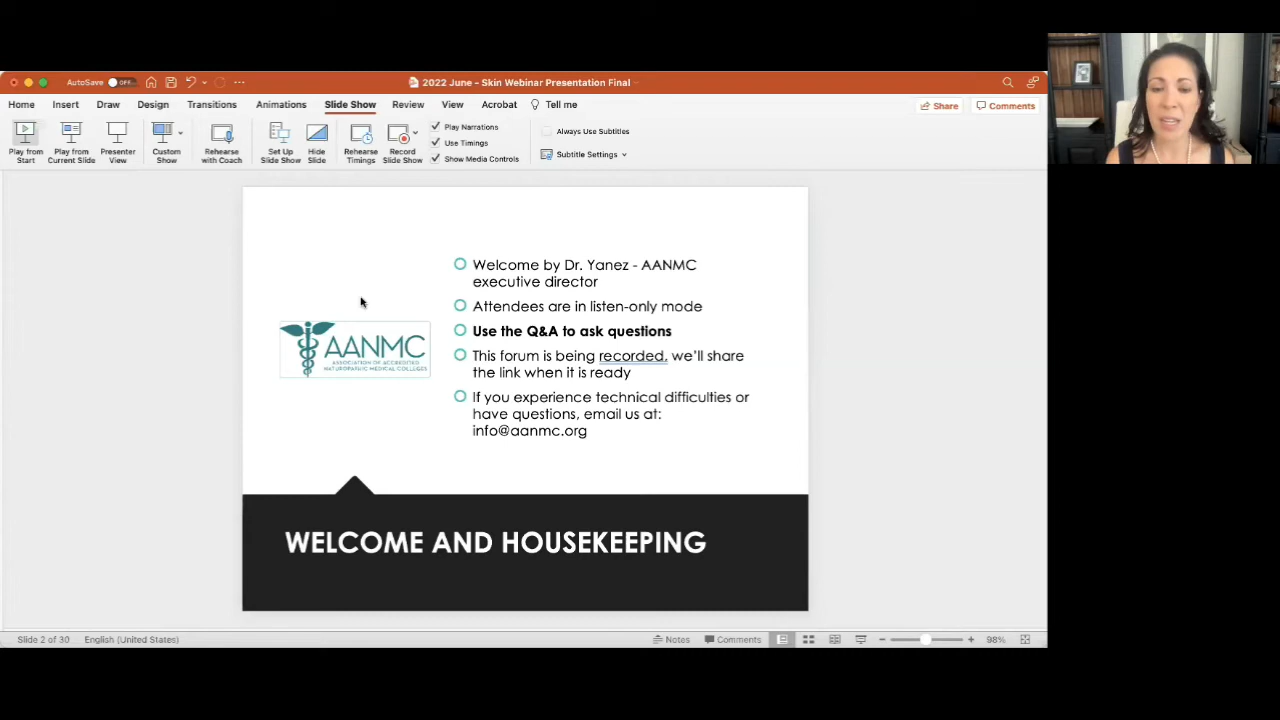 AutoSave OFF
2022 June - Skin Webinar Presentation Final
Home Insert Draw Design Transitions Animations Slide Show Review View Acrobat Tell me
Share Comments
Play from Start
Play from Current Slide
Presenter View
Custom Show
Rehearse with Coach
Set Up Slide Show
Hide Slide
Rehearse Timings
Record Slide Show
Play Narrations
Use Timings
Show Media Controls
Always Use Subtitles
Subtitle Settings
AANMC
ASSOCIATION OF ACCREDITED
NATUROPATHIC MEDICAL COLLEGES
Welcome by Dr. Yanez - AANMC
executive director
Attendees are in listen-only mode
Use the Q&A to ask questions
This forum is being recorded, we’ll share
the link when it is ready
If you experience technical difficulties or
have questions, email us at:
info@aanmc.org
WELCOME AND HOUSEKEEPING
Slide 2 of 30 English (United States)
Notes Comments 98%